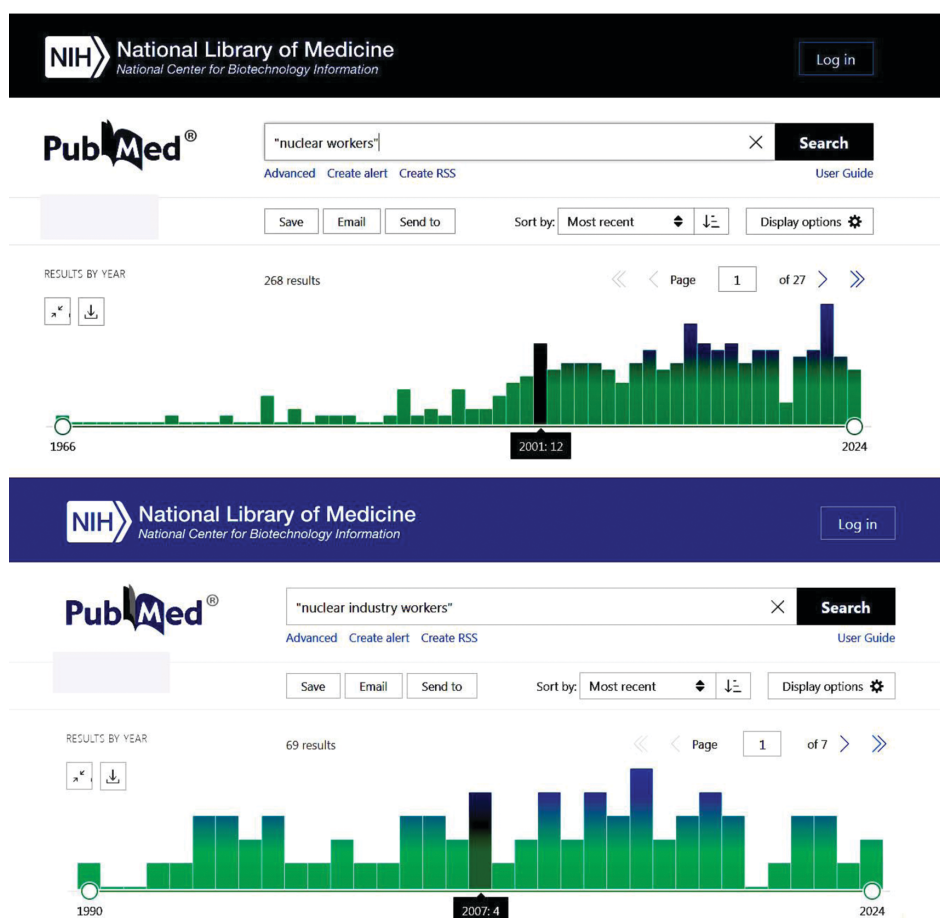 NIH National Library of Medicine
National Center for Biotechnology Information
Log in
PubMed®
"nuclear workers"
Search
Advanced Create alert Create RSS
User Guide
Save Email Send to
Sort by: Most recent
Display options
RESULTS BY YEAR
268 results
Page 1 of 27
1966
2001: 12
2024
NIH National Library of Medicine
National Center for Biotechnology Information
Log in
PubMed®
"nuclear industry workers"
Search
Advanced Create alert Create RSS
User Guide
Save Email Send to
Sort by: Most recent
Display options
RESULTS BY YEAR
69 results
Page 1 of 7
1990
2007: 4
2024